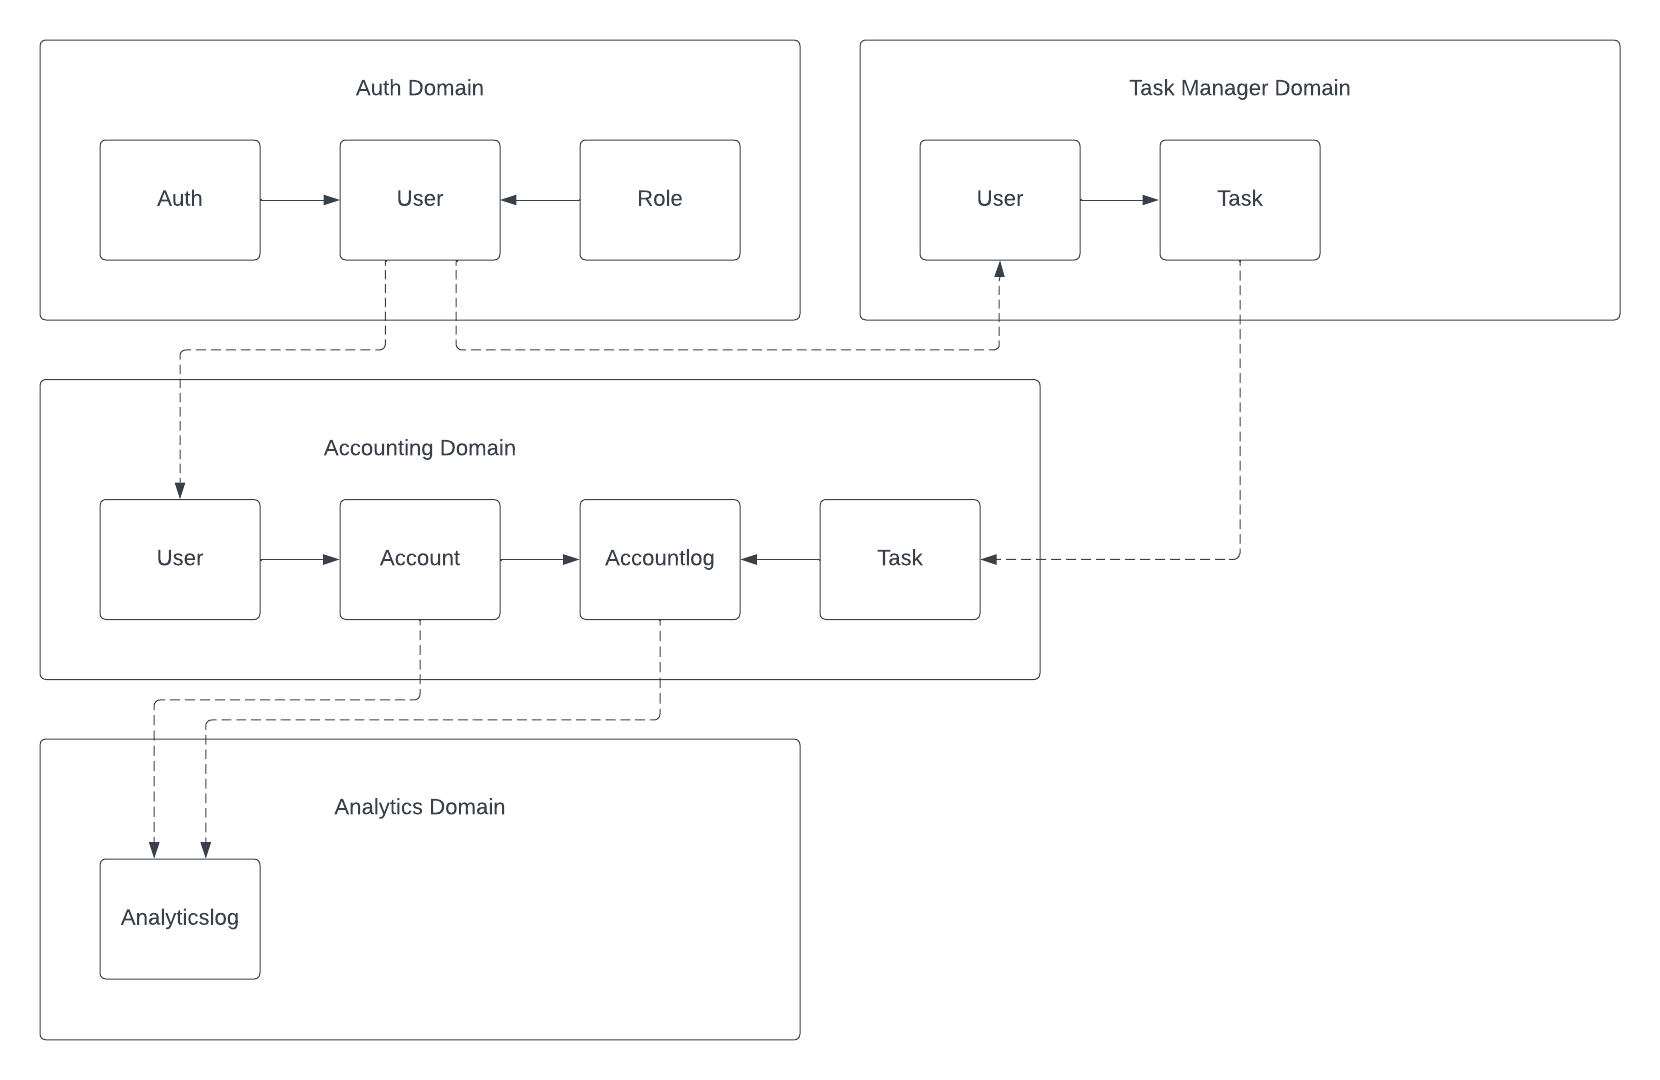 Auth Domain
Auth
User
Role
Task Manager Domain
User
Task
Accounting Domain
User
Account
Accountlog
Task
Analytics Domain
Analyticslog